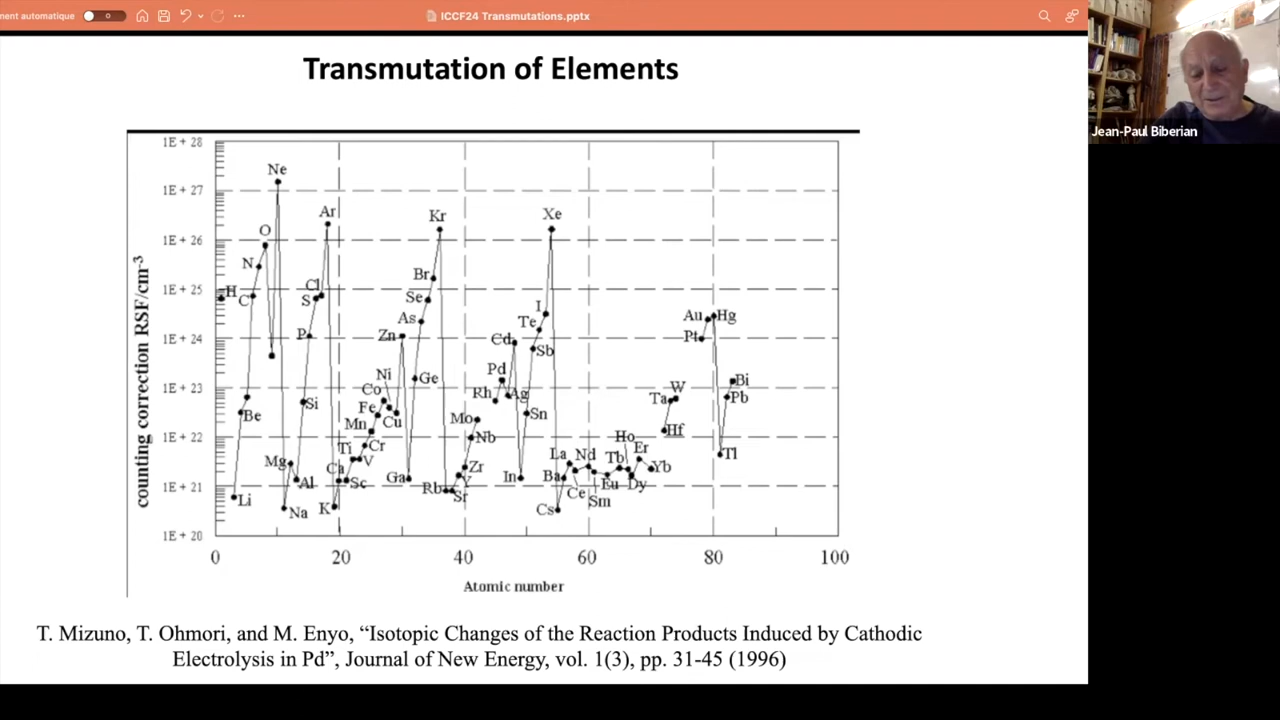 ment automatique
ICCF24 Transmutations.pptx
Jean-Paul Biberian
Transmutation of Elements
counting correction RSF/cm-3
1E + 28
1E + 27
1E + 26
1E + 25
1E + 24
1E + 23
1E + 22
1E + 21
1E + 20
H
Li
Be
C
N
O
Ne
Na
Mg
Al
Si
P
S
Cl
Ar
K
Ca
Sc
Ti
V
Cr
Mn
Fe
Co
Ni
Cu
Zn
Ga
Ge
As
Se
Br
Kr
Rb
Sr
Y
Zr
Nb
Mo
Rh
Pd
Ag
Cd
In
Sn
Sb
Te
I
Xe
Cs
Ba
La
Ce
Nd
Sm
Eu
Tb
Dy
Ho
Er
Yb
Hf
Ta
W
Pt
Au
Hg
Tl
Pb
Bi
0 20 40 60 80 100
Atomic number
T. Mizuno, T. Ohmori, and M. Enyo, “Isotopic Changes of the Reaction Products Induced by Cathodic
Electrolysis in Pd”, Journal of New Energy, vol. 1(3), pp. 31-45 (1996)